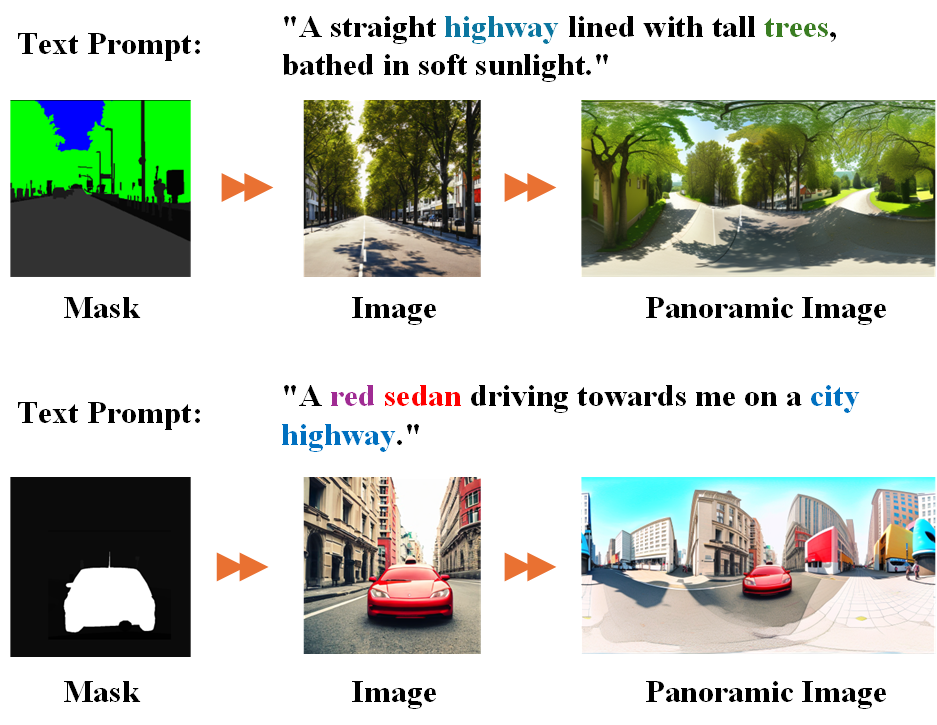 Text Prompt:
"A straight highway lined with tall trees,
bathed in soft sunlight."
Mask
Image
Panoramic Image
Text Prompt:
"A red sedan driving towards me on a city
highway."
Mask
Image
Panoramic Image